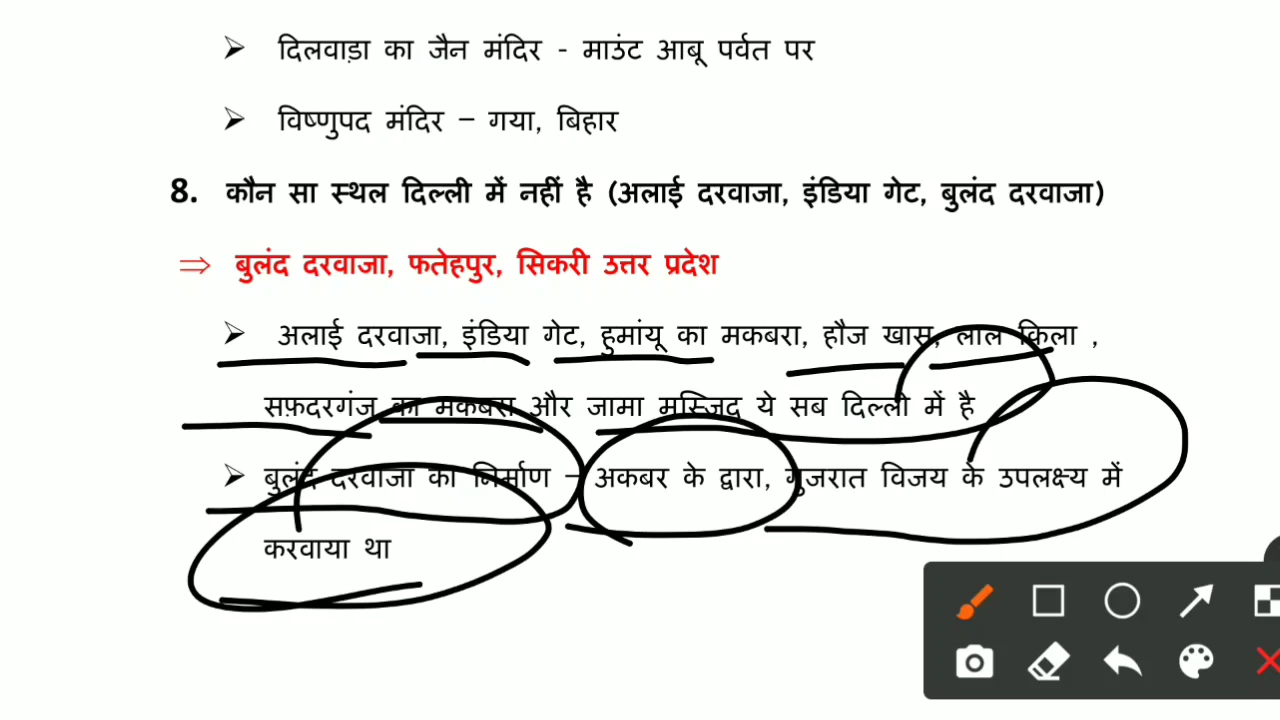 ➢ दिलवाड़ा का जैन मंदिर - माउंट आबू पर्वत पर
➢ विष्णुपद मंदिर – गया, बिहार
8. कौन सा स्थल दिल्ली में नहीं है (अलाई दरवाजा, इंडिया गेट, बुलंद दरवाजा)
⇒ बुलंद दरवाजा, फतेहपुर, सिकरी उत्तर प्रदेश
➢ अलाई दरवाजा, इंडिया गेट, हुमांयू का मकबरा, हौज खास, लाल किला ,
सफ़दरगंज का मकबरा और जामा मस्जिद ये सब दिल्ली में है
➢ बुलंद दरवाजा का निर्माण – अकबर के द्वारा, गुजरात विजय के उपलक्ष्य में
करवाया था